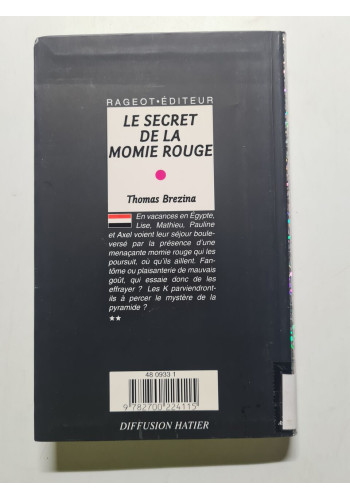 RAGEOT•ÉDITEUR
LE SECRET
DE LA
MOMIE ROUGE
Thomas Brezina
En vacances en Égypte,
Lise, Mathieu, Pauline
et Axel voient leur séjour boule-
versé par la présence d'une
menaçante momie rouge qui les
poursuit, où qu'ils aillent. Fan-
tôme ou plaisanterie de mauvais
goût, qui essaie donc de les
effrayer ? Les K parviendront-
ils à percer le mystère de la
pyramide ?
★★
48 0933 1
9 782700 224115
DIFFUSION HATIER